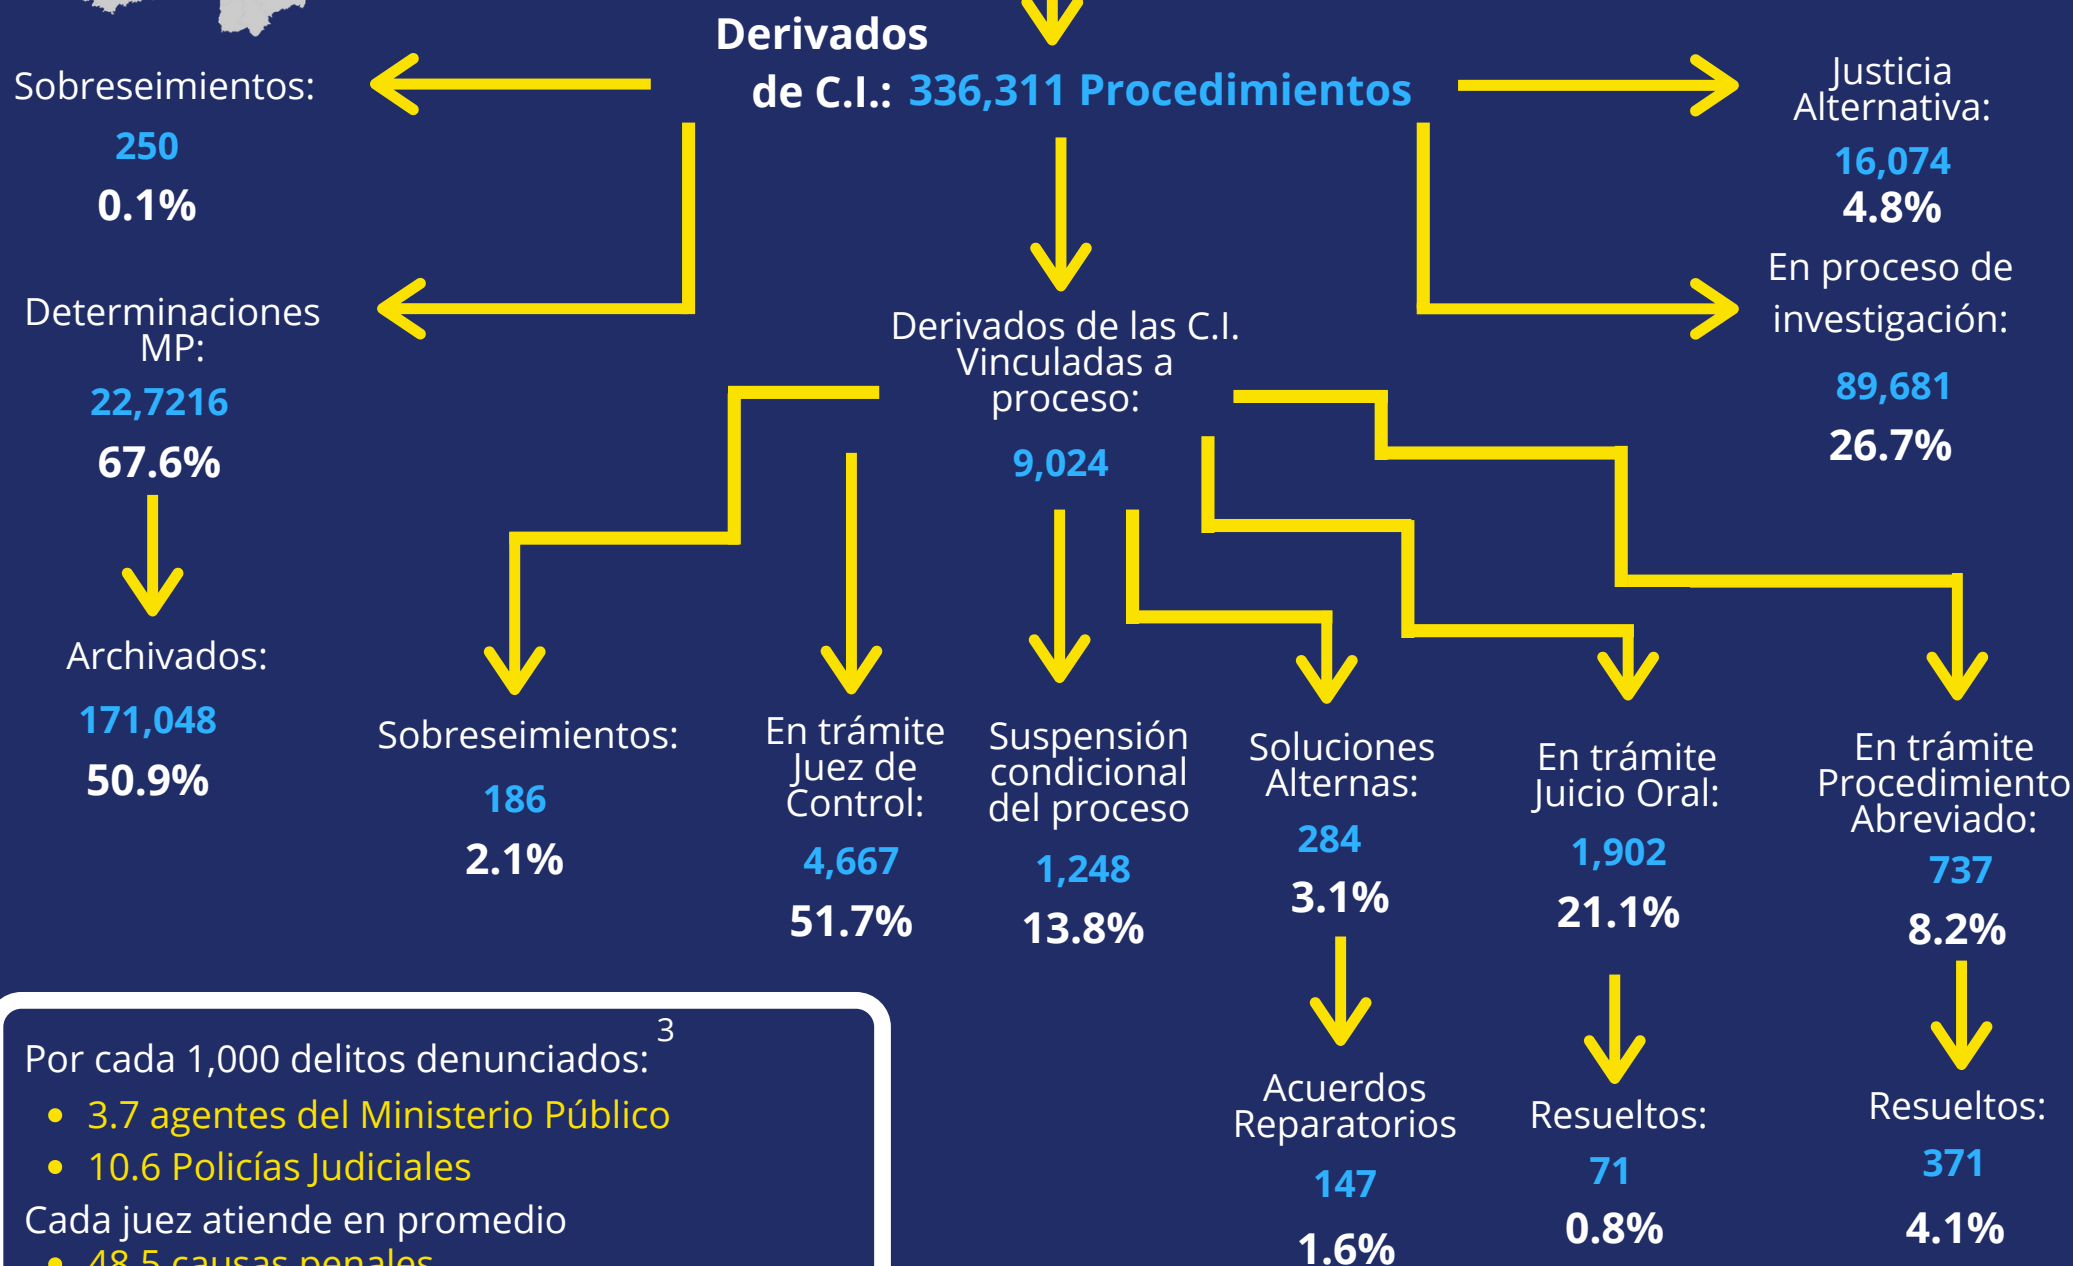 Derivados
de C.I.: 336,311 Procedimientos
Sobreseimientos:
250
0.1%
Justicia
Alternativa:
16,074
4.8%
Determinaciones
MP:
22,7216
67.6%
En proceso de
investigación:
89,681
26.7%
Derivados de las C.I.
Vinculadas a
proceso:
9,024
Archivados:
171,048
50.9%
Sobreseimientos:
186
2.1%
En trámite
Juez de
Control:
4,667
51.7%
Suspensión
condicional
del proceso
1,248
13.8%
Soluciones
Alternas:
284
3.1%
En trámite
Juicio Oral:
1,902
21.1%
En trámite
Procedimiento
Abreviado:
737
8.2%
Acuerdos
Reparatorios
147
1.6%
Resueltos:
71
0.8%
Resueltos:
371
4.1%
Por cada 1,000 delitos denunciados: 3
• 3.7 agentes del Ministerio Público
• 10.6 Policías Judiciales
Cada juez atiende en promedio
• 48.5 causas penales